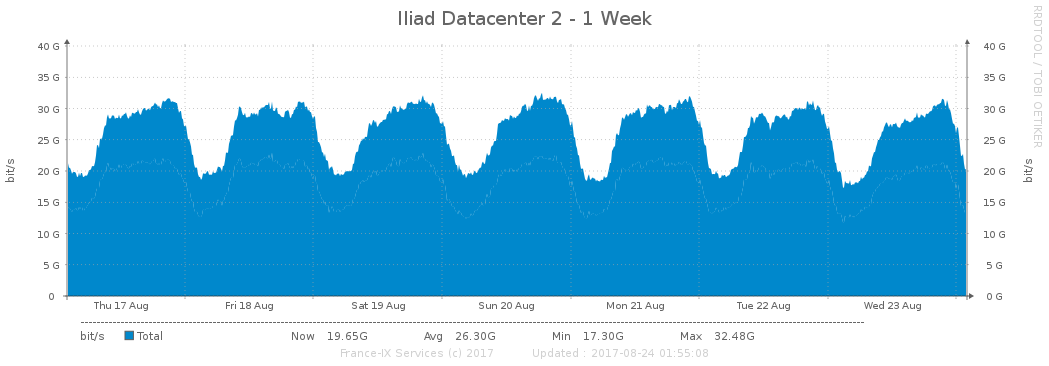 Iliad Datacenter 2 - 1 Week
RRDTOOL / TOBI OETIKER
40 G 40 G
35 G 35 G
30 G 30 G
25 G 25 G
20 G 20 G
15 G 15 G
10 G 10 G
5 G 5 G
0 0 G
bit/s bit/s
Thu 17 Aug Fri 18 Aug Sat 19 Aug Sun 20 Aug Mon 21 Aug Tue 22 Aug Wed 23 Aug
bit/s Total Now 19.65G Avg 26.30G Min 17.30G Max 32.48G
France-IX Services (c) 2017 Updated : 2017-08-24 01:55:08